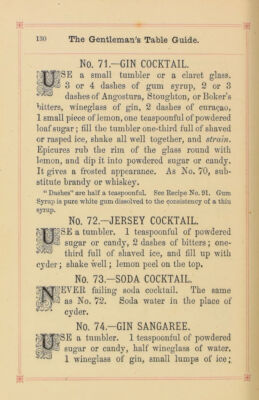 130 The Gentleman's Table Guide.
No. 71.—GIN COCKTAIL.
USE a small tumbler or a claret glass.
3 or 4 dashes of gum syrup, 2 or 3
dashes of Angostura, Stoughton, or Boker's
bitters, wineglass of gin, 2 dashes of curaçao,
1 small piece of lemon, one teaspoonful of powdered
loaf sugar; fill the tumbler one-third full of shaved
or rasped ice, shake all well together, and strain.
Epicures rub the rim of the glass round with
lemon, and dip it into powdered sugar or candy.
It gives a frosted appearance. As No. 70, sub-
stitute brandy or whiskey.
" Dashes" are half a teaspoonful. See Recipe No. 91. Gum
Syrup is pure white gum dissolved to the consistency of a thin
syrup.
No. 72.—JERSEY COCKTAIL.
USE a tumbler. 1 teaspoonful of powdered
sugar or candy, 2 dashes of bitters; one-
third full of shaved ice, and fill up with
cyder; shake well; lemon peel on the top.
No. 73.—SODA COCKTAIL.
NEVER failing soda cocktail. The same
as No. 72. Soda water in the place of
cyder.
No. 74.—GIN SANGAREE.
USE a tumbler. 1 teaspoonful of powdered
sugar or candy, half wineglass of water,
1 wineglass of gin, small lumps of ice;